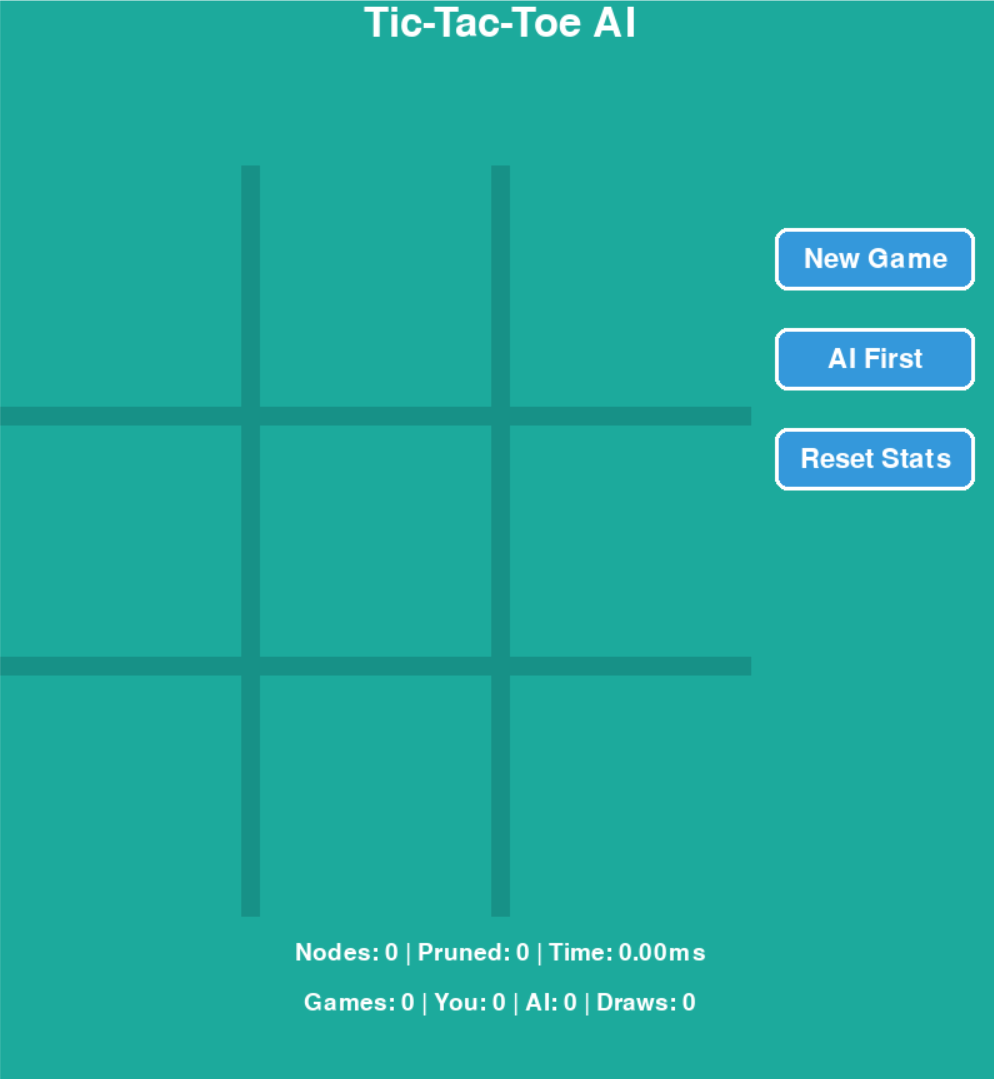 Tic-Tac-Toe AI
New Game
AI First
Reset Stats
Nodes: 0 | Pruned: 0 | Time: 0.00ms
Games: 0 | You: 0 | AI: 0 | Draws: 0